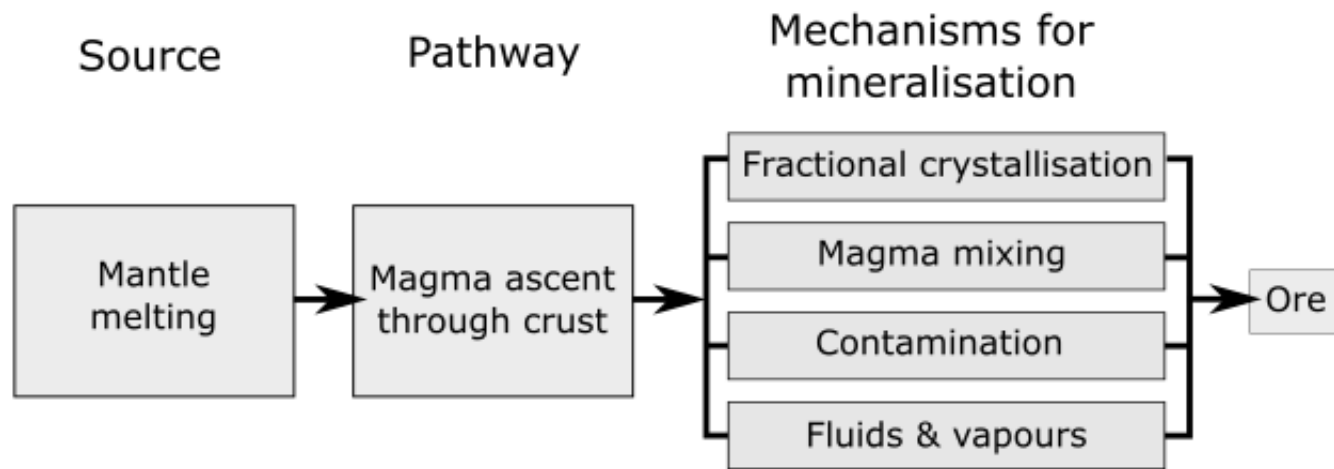 Source
Pathway
Mechanisms for
mineralisation
Mantle
melting
Magma ascent
through crust
Fractional crystallisation
Magma mixing
Contamination
Fluids & vapours
Ore